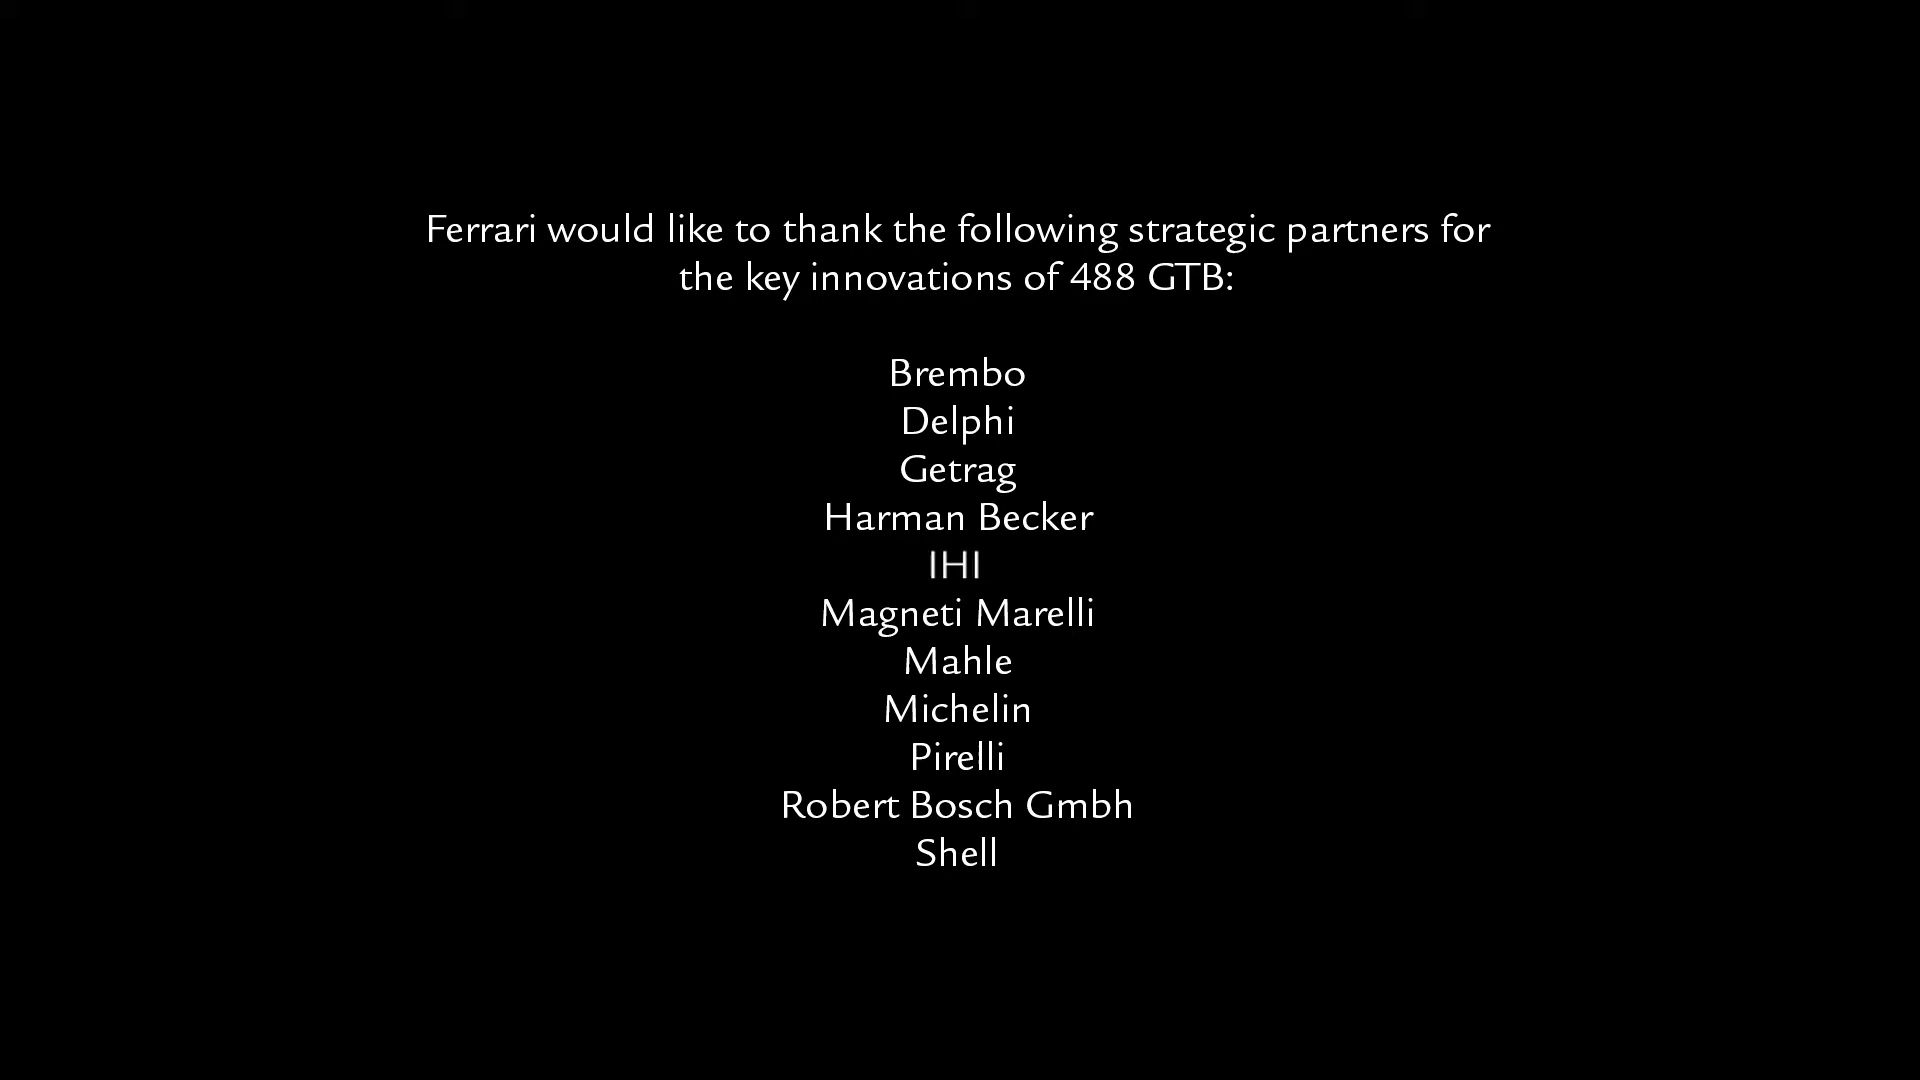 Ferrari would like to thank the following strategic partners for
the key innovations of 488 GTB:
Brembo
Delphi
Getrag
Harman Becker
IHI
Magneti Marelli
Mahle
Michelin
Pirelli
Robert Bosch Gmbh
Shell